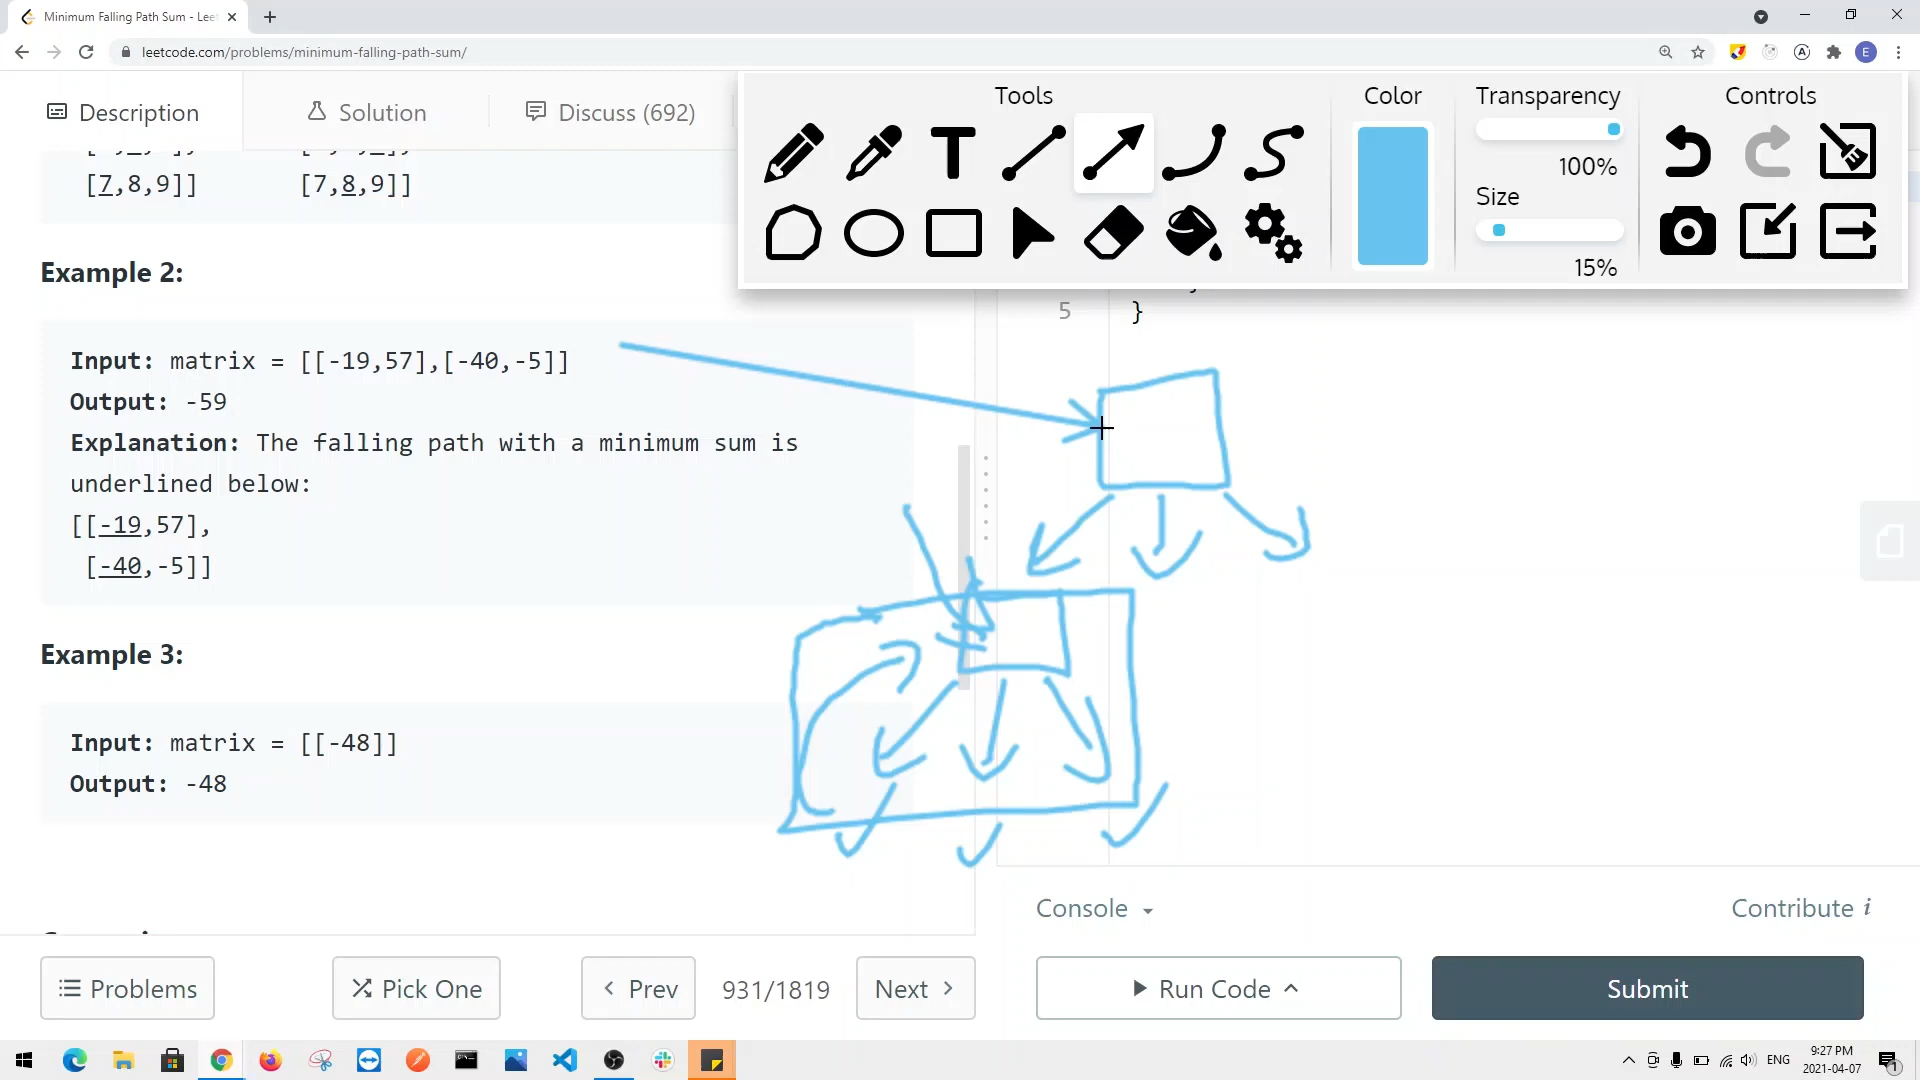 Minimum Falling Path Sum - Leet
leetcode.com/problems/minimum-falling-path-sum/
E
Description
Solution
Discuss (692)
Tools
Color
Transparency
100%
Size
15%
Controls
[7,8,9]]
[7,8,9]]
Example 2:
5
}
Input: matrix = [[-19,57],[-40,-5]]
Output: -59
Explanation: The falling path with a minimum sum is
underlined below:
[[-19,57],
[-40,-5]]
Example 3:
Input: matrix = [[-48]]
Output: -48
Console
Contribute i
Problems
Pick One
Prev
931/1819
Next
Run Code
Submit
ENG
9:27 PM
2021-04-07
1